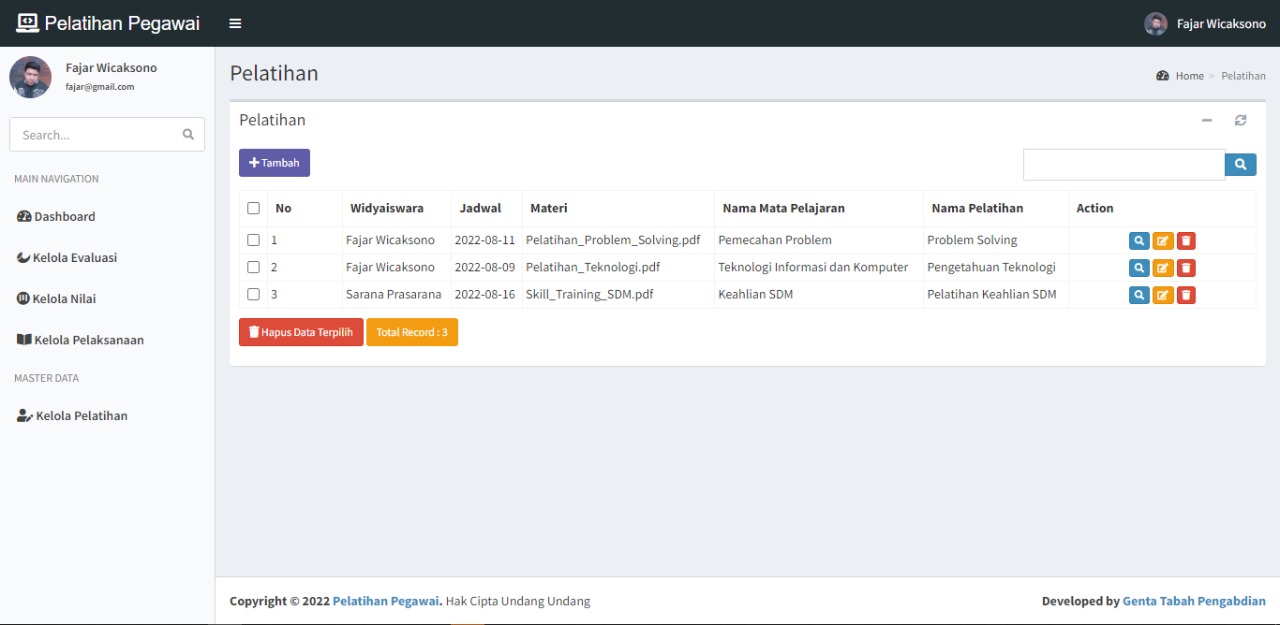 Pelatihan Pegawai
Fajar Wicaksono
Fajar Wicaksono
fajar@gmail.com
Search...
MAIN NAVIGATION
Dashboard
Kelola Evaluasi
Kelola Nilai
Kelola Pelaksanaan
MASTER DATA
Kelola Pelatihan
Pelatihan
Home > Pelatihan
Pelatihan
Tambah
No Widyaiswara Jadwal Materi Nama Mata Pelajaran Nama Pelatihan Action
1 Fajar Wicaksono 2022-08-11 Pelatihan_Problem_Solving.pdf Pemecahan Problem Problem Solving
2 Fajar Wicaksono 2022-08-09 Pelatihan_Teknologi.pdf Teknologi Informasi dan Komputer Pengetahuan Teknologi
3 Sarana Prasarana 2022-08-16 Skill_Training_SDM.pdf Keahlian SDM Pelatihan Keahlian SDM
Hapus Data Terpilih Total Record : 3
Copyright © 2022 Pelatihan Pegawai. Hak Cipta Undang Undang
Developed by Genta Tabah Pengabdian